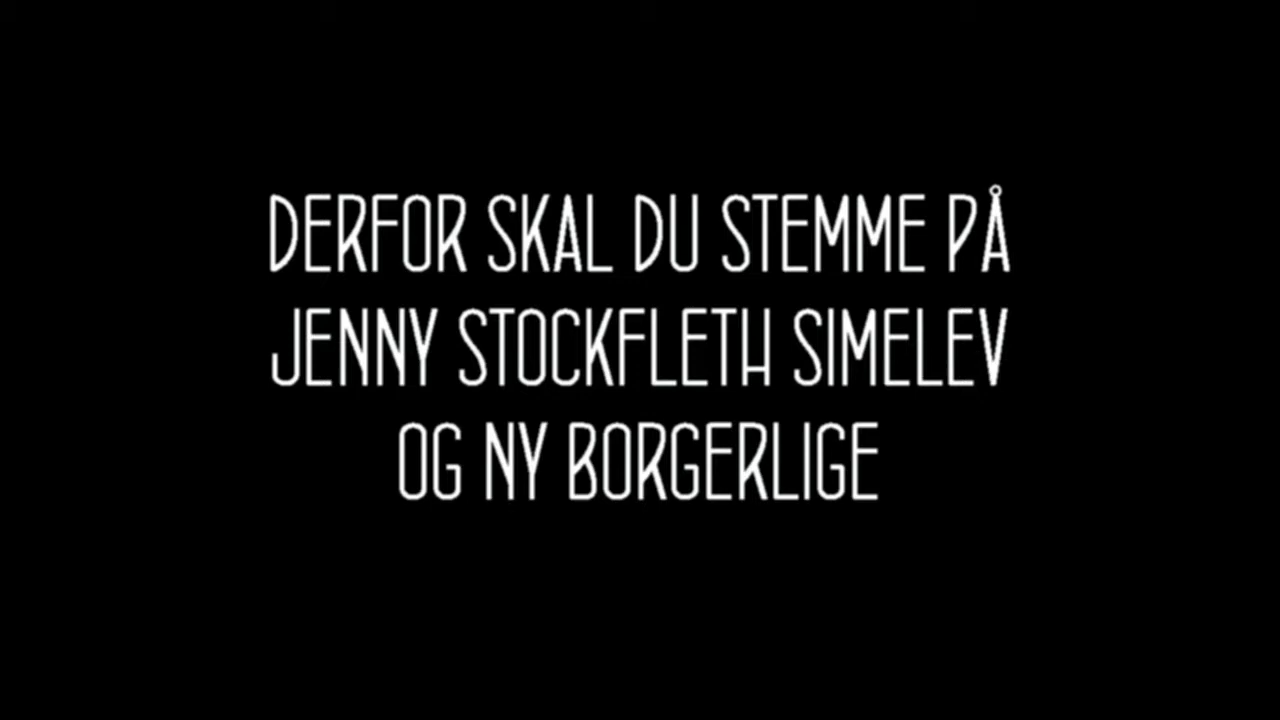 DERFOR SKAL DU STEMME PÅ
JENNY STOCKFLETH SIMELEV
OG NY BORGERLIGE